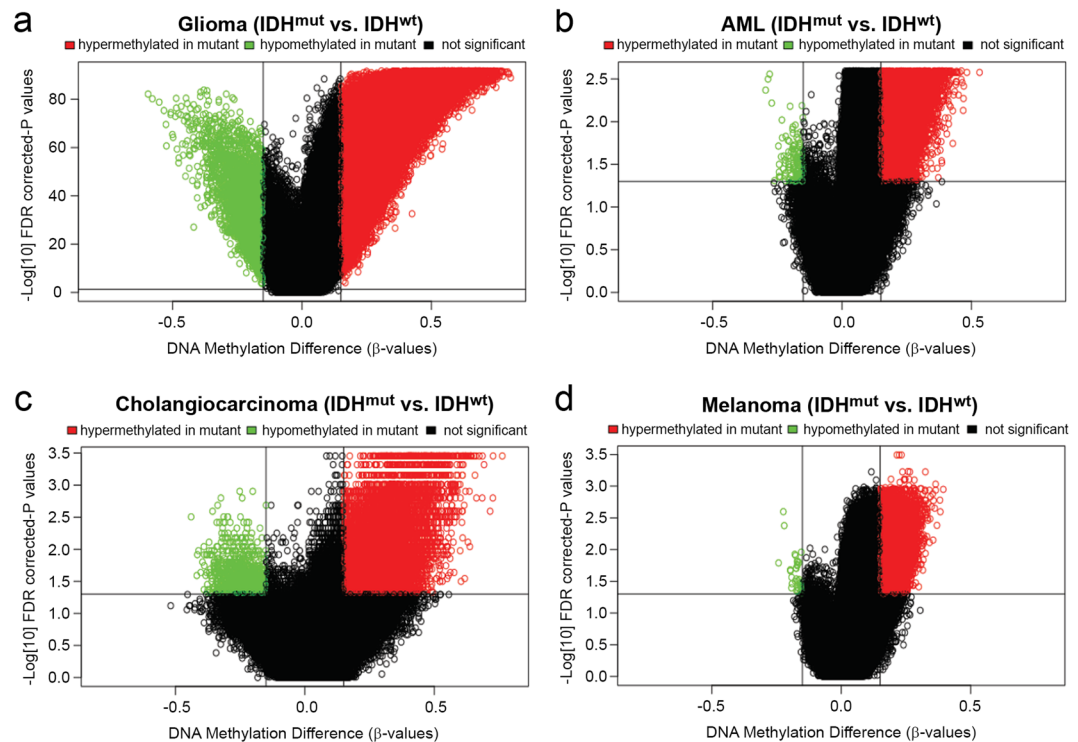 a
Glioma (IDHmut vs. IDHwt)
hypermethylated in mutant hypomethylated in mutant not significant
-Log[10] FDR corrected-P values
80
60
40
20
0
-0.5 0.0 0.5
DNA Methylation Difference (β-values)
b
AML (IDHmut vs. IDHwt)
hypermethylated in mutant hypomethylated in mutant not significant
-Log[10] FDR corrected-P values
2.5
2.0
1.5
1.0
0.5
0.0
-0.5 0.0 0.5
DNA Methylation Difference (β-values)
c
Cholangiocarcinoma (IDHmut vs. IDHwt)
hypermethylated in mutant hypomethylated in mutant not significant
-Log[10] FDR corrected-P values
3.5
3.0
2.5
2.0
1.5
1.0
0.5
0.0
-0.5 0.0 0.5
DNA Methylation Difference (β-values)
d
Melanoma (IDHmut vs. IDHwt)
hypermethylated in mutant hypomethylated in mutant not significant
-Log[10] FDR corrected-P values
3.5
3.0
2.5
2.0
1.5
1.0
0.5
0.0
-0.5 0.0 0.5
DNA Methylation Difference (β-values)